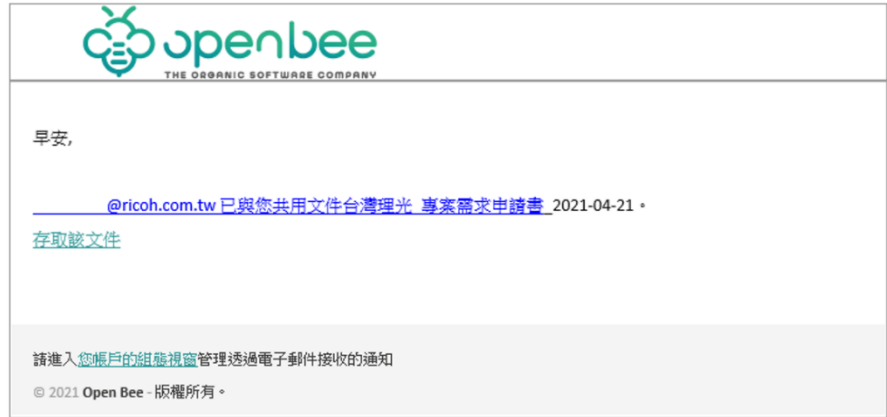 openbee
THE ORGANIC SOFTWARE COMPANY
早安,
@ricoh.com.tw 已與您共用文件台灣理光_專案需求申請書_2021-04-21。
存取該文件
請進入您帳戶的組態視窗管理透過電子郵件接收的通知
© 2021 Open Bee - 版權所有。